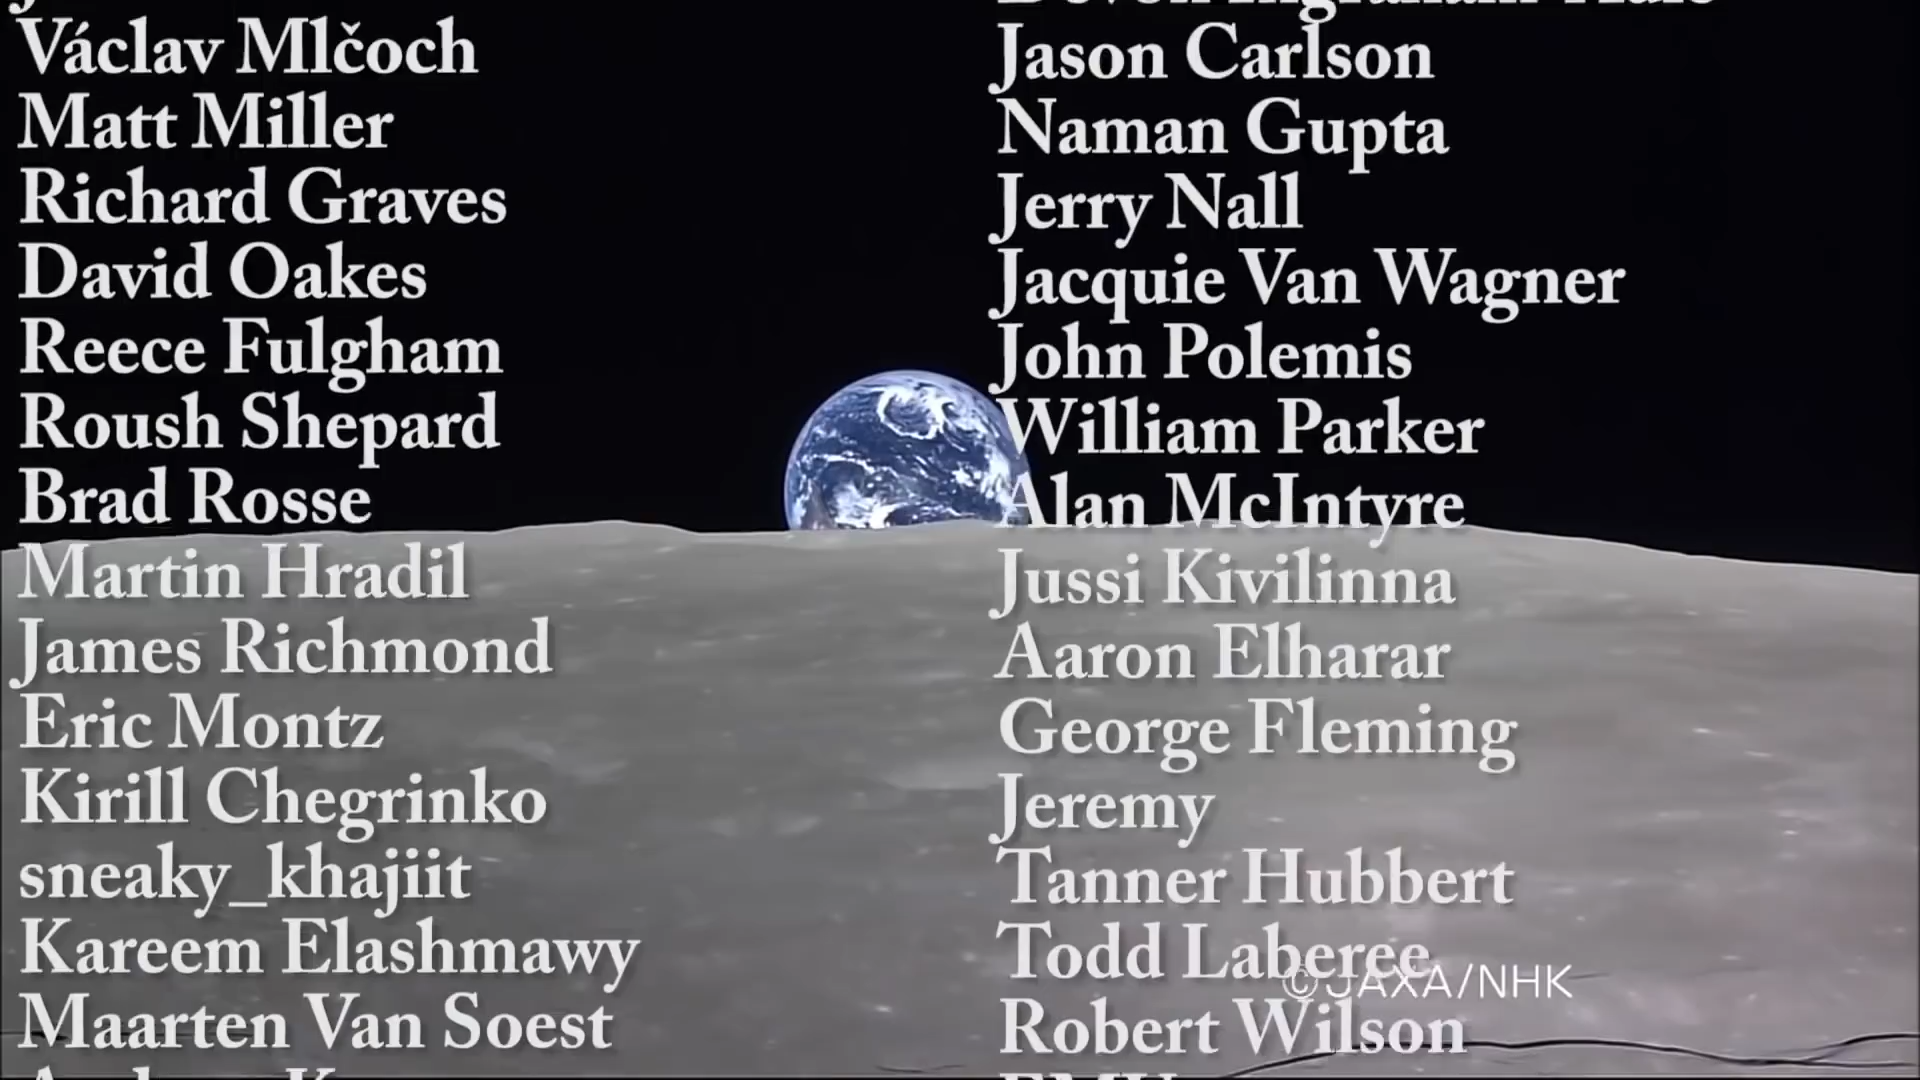 Václav Mlčoch
Matt Miller
Richard Graves
David Oakes
Reece Fulgham
Roush Shepard
Brad Rosse
Martin Hradil
James Richmond
Eric Montz
Kirill Chegrinko
sneaky_khajiit
Kareem Elashmawy
Maarten Van Soest
Jason Carlson
Naman Gupta
Jerry Nall
Jacquie Van Wagner
John Polemis
William Parker
Alan McIntyre
Jussi Kivilinna
Aaron Elharar
George Fleming
Jeremy
Tanner Hubbert
Todd Laberee
©JAXA/NHK
Robert Wilson